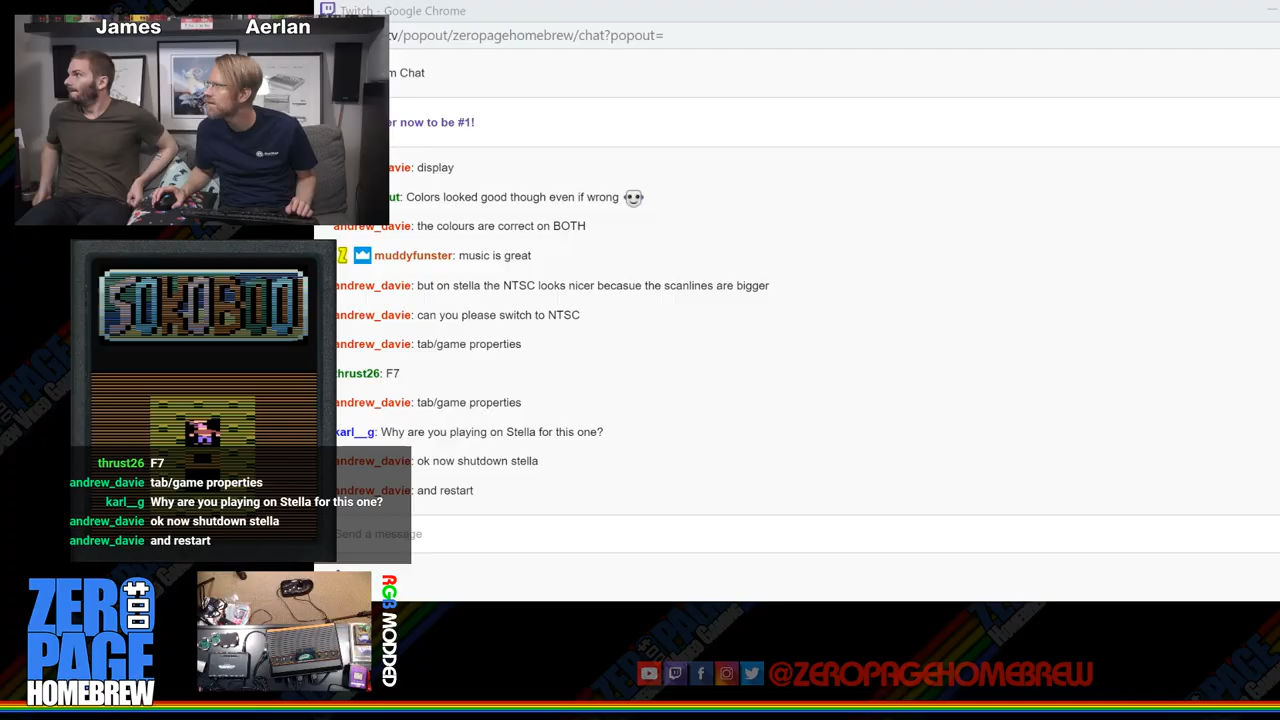 James
Aerlan
Twitch - Google Chrome
tv/popout/zeropagehomebrew/chat?popout=
Chat
now to be #1!
avie: display
ut: Colors looked good though even if wrong
andrew_davie: the colours are correct on BOTH
muddyfunster: music is great
andrew_davie: but on stella the NTSC looks nicer becasue the scanlines are bigger
andrew_davie: can you please switch to NTSC
andrew_davie: tab/game properties
thrust26: F7
andrew_davie: tab/game properties
karl__g: Why are you playing on Stella for this one?
andrew_davie: ok now shutdown stella
andrew_davie: and restart
Send a message
SOKOBOO
thrust26 F7
andrew_davie tab/game properties
karl__g Why are you playing on Stella for this one?
andrew_davie ok now shutdown stella
andrew_davie and restart
ZERO
PAGE
HOMEBREW
RGB MODDED
@ZEROPAGEHOMEBRE